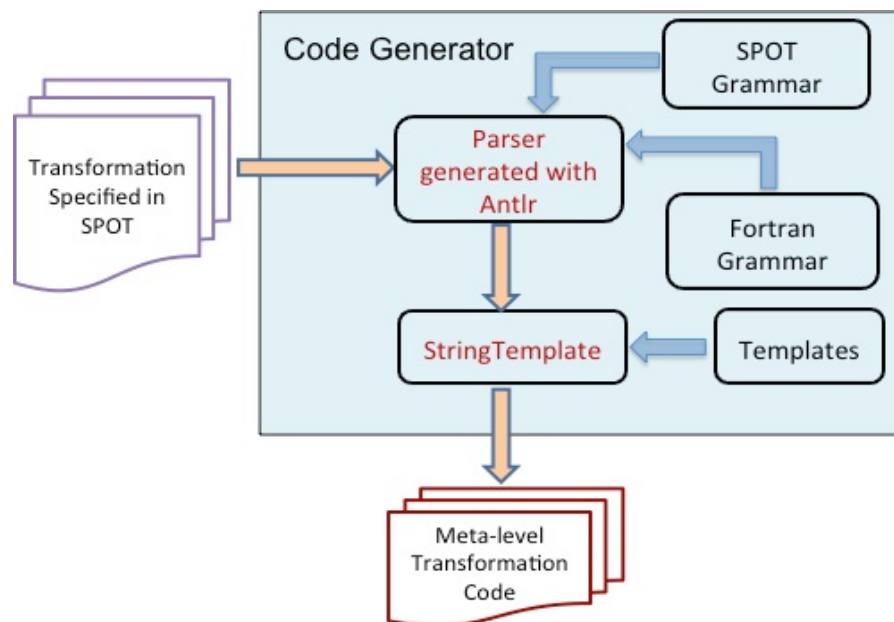 Code Generator
SPOT
Grammar
Transformation
Specified in
SPOT
Parser
generated with
Antlr
Fortran
Grammar
StringTemplate
Templates
Meta-level
Transformation
Code